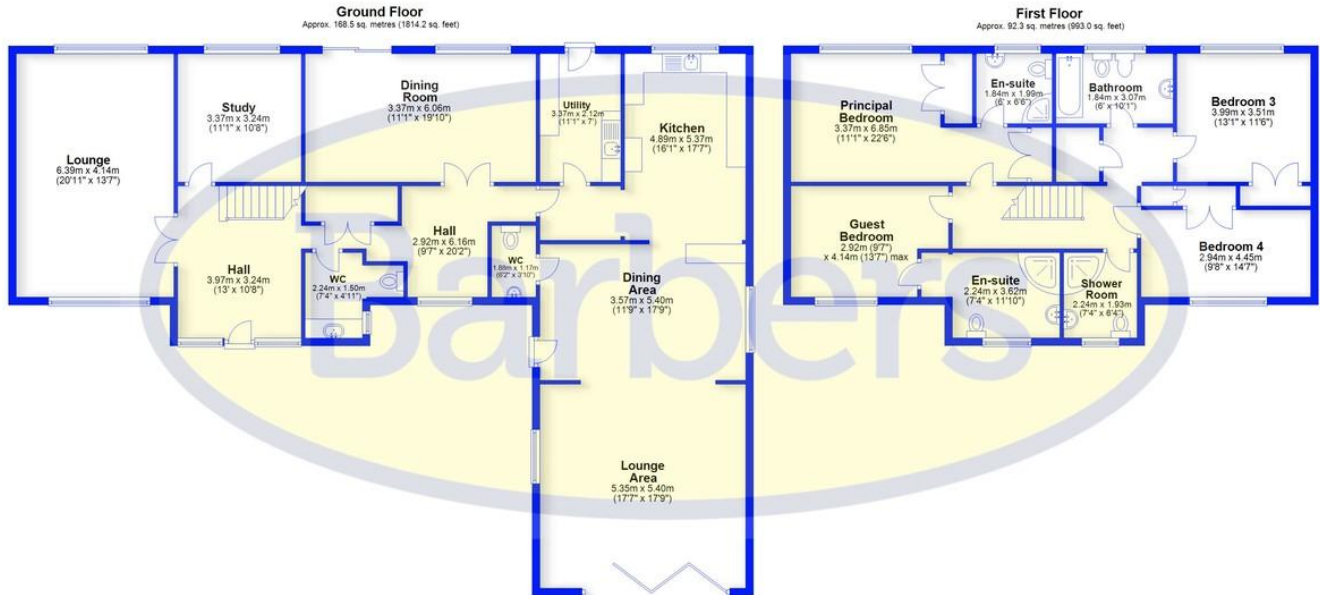 Ground Floor
Approx. 168.5 sq. metres (1814.2 sq. feet)
Lounge
6.39m x 4.14m
(20'11" x 13'7")
Study
3.37m x 3.24m
(11'1" x 10'8")
Dining
Room
3.37m x 6.06m
(11'1" x 19'10")
Utility
3.37m x 2.12m
(11'1" x 7')
Kitchen
4.89m x 5.37m
(16'1" x 17'7")
Hall
3.97m x 3.24m
(13' x 10'8")
WC
2.24m x 1.50m
(7'4" x 4'11")
Hall
2.92m x 6.16m
(9'7" x 20'2")
WC
1.88m x 1.17m
(6'2" x 3'10")
Dining
Area
3.57m x 5.40m
(11'9" x 17'9")
Lounge
Area
5.35m x 5.40m
(17'7" x 17'9")
First Floor
Approx. 92.3 sq. metres (993.0 sq. feet)
Principal
Bedroom
3.37m x 6.85m
(11'1" x 22'6")
En-suite
1.84m x 1.99m
(6' x 6'6")
Bathroom
1.84m x 3.07m
(6' x 10'1")
Bedroom 3
3.99m x 3.51m
(13'1" x 11'6")
Guest
Bedroom
2.92m (9'7")
x 4.14m (13'7") max
En-suite
2.24m x 3.62m
(7'4" x 11'10")
Shower
Room
2.24m x 1.93m
(7'4" x 6'4")
Bedroom 4
2.94m x 4.45m
(9'8" x 14'7")
Barbers